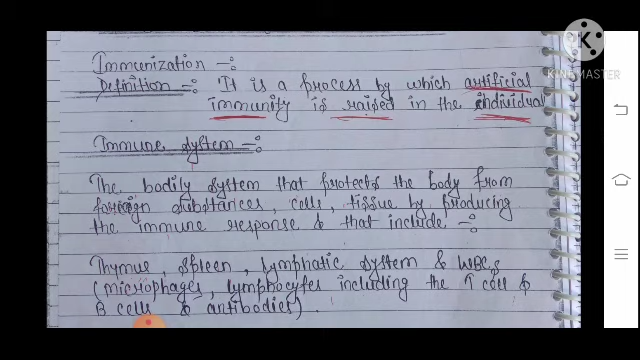 Immunization -:
Definition -: It is a process by which artificial
immunity is raised in the individual
Immune system -:
The bodily system that protects the body from
foreign substances, cells, tissue by producing
the immune response & that include -:
Thymus, spleen, lymphatic system & WBCs
(microphages, lymphocytes including the T cell &
B cells & antibodies).
KINEMASTER